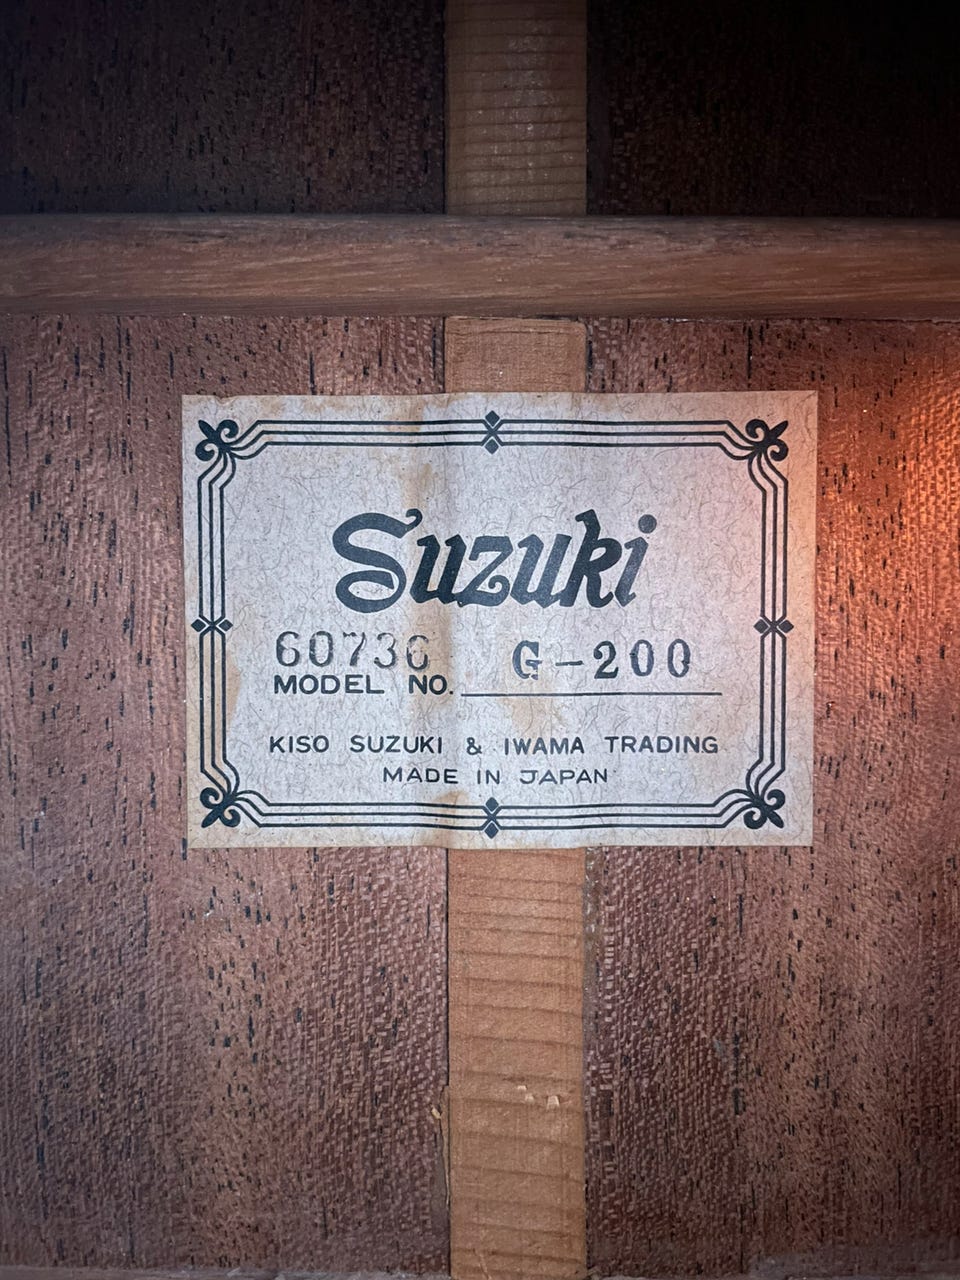 Suzuki
60736 G-200
MODEL NO.
KISO SUZUKI & IWAMA TRADING
MADE IN JAPAN